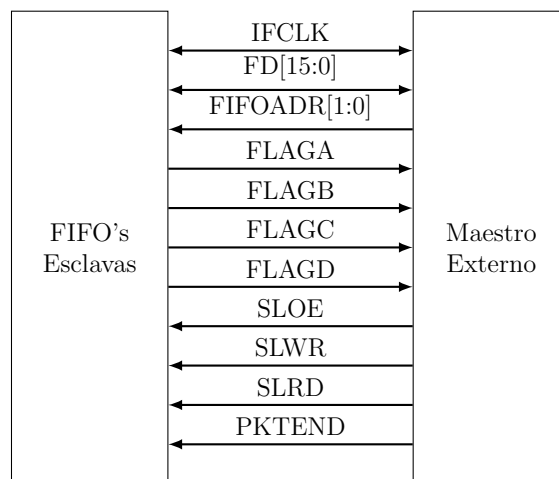 IFCLK
FD[15:0]
FIFOADR[1:0]
FLAGA
FLAGB
FLAGC
FLAGD
SLOE
SLWR
SLRD
PKTEND
FIFO's
Esclavas
Maestro
Externo